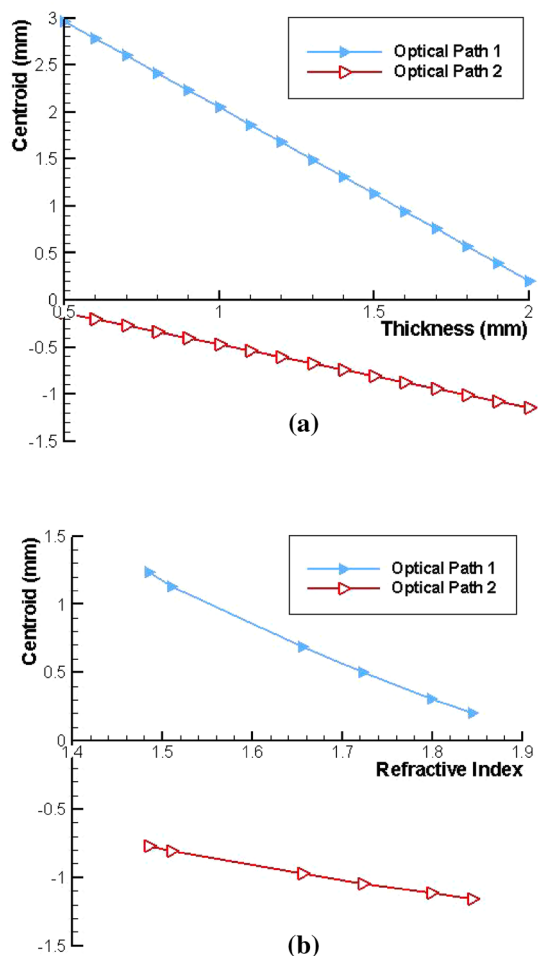 Centroid (mm)
3
2.5
2
1.5
1
0.5
0
-0.5
-1
-1.5
Optical Path 1
Optical Path 2
0.5 1 1.5 2
Thickness (mm)
(a)
Centroid (mm)
1.5
1
0.5
0
-0.5
-1
-1.5
Optical Path 1
Optical Path 2
1.4 1.5 1.6 1.7 1.8 1.9
Refractive Index
(b)